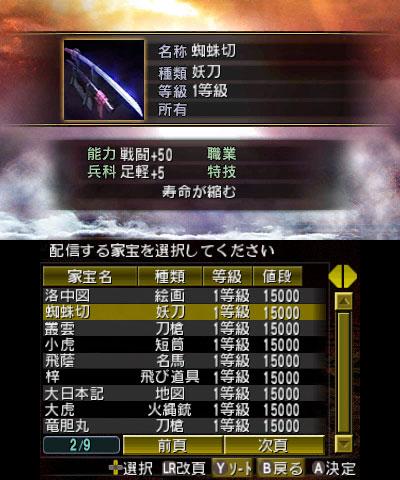 名称 蜘蛛切
種類 妖刀
等級 1等級
所有
能力 戦闘+50 職業
兵科 足軽+5 特技
寿命が縮む
配信する家宝を選択してください
家宝名 種類 等級 値段
洛中図 絵画 1等級 15000
蜘蛛切 妖刀 1等級 15000
叢雲 刀槍 1等級 15000
小虎 短筒 1等級 15000
飛蔭 名馬 1等級 15000
梓 飛び道具 1等級 15000
大日本記 地図 1等級 15000
大虎 火縄銃 1等級 15000
竜胆丸 刀槍 1等級 15000
2/9 前頁 次頁
選択 LR改頁 Yソート B戻る A決定